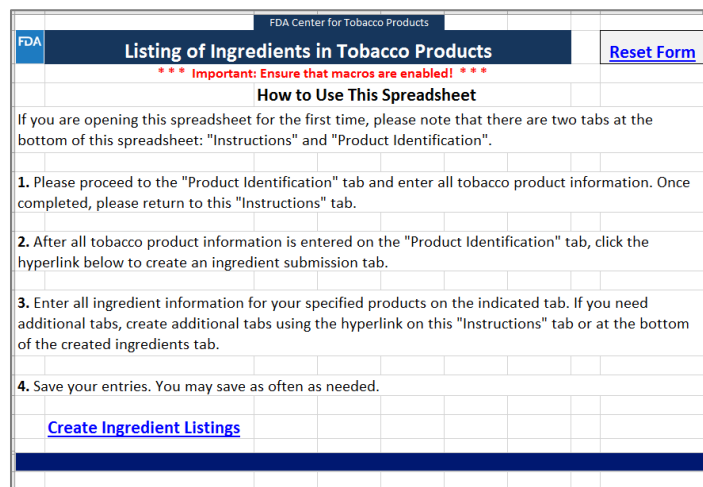 FDA Center for Tobacco Products
FDA
Listing of Ingredients in Tobacco Products
Reset Form
* * * Important: Ensure that macros are enabled! * * *
How to Use This Spreadsheet
If you are opening this spreadsheet for the first time, please note that there are two tabs at the
bottom of this spreadsheet: "Instructions" and "Product Identification".
1. Please proceed to the "Product Identification" tab and enter all tobacco product information. Once
completed, please return to this "Instructions" tab.
2. After all tobacco product information is entered on the "Product Identification" tab, click the
hyperlink below to create an ingredient submission tab.
3. Enter all ingredient information for your specified products on the indicated tab. If you need
additional tabs, create additional tabs using the hyperlink on this "Instructions" tab or at the bottom
of the created ingredients tab.
4. Save your entries. You may save as often as needed.
Create Ingredient Listings